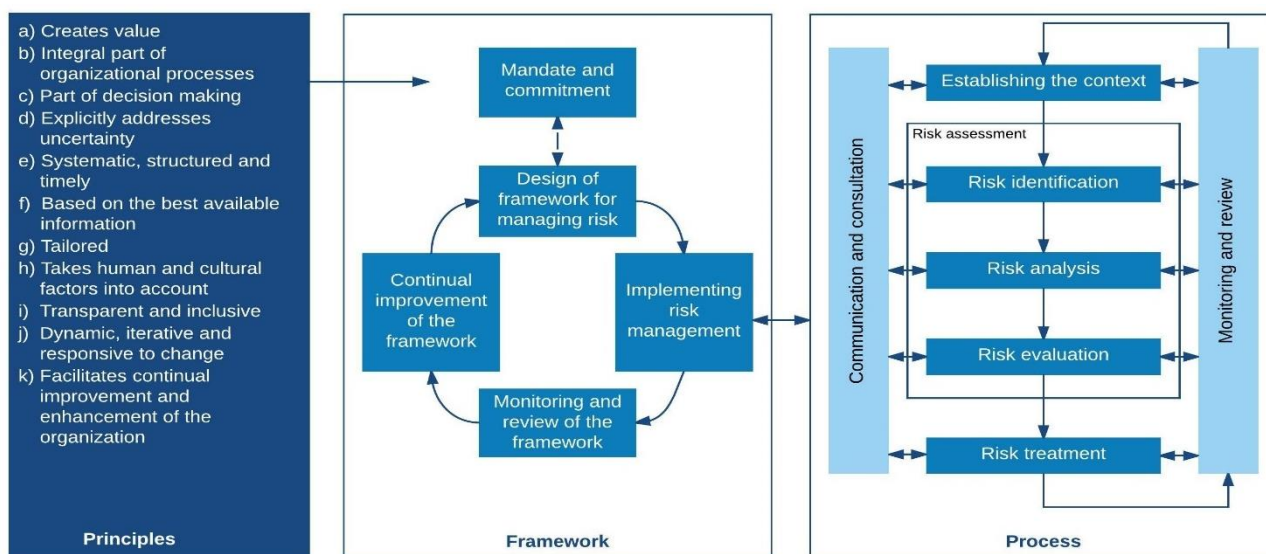 a) Creates value
b) Integral part of
organizational processes
c) Part of decision making
d) Explicitly addresses
uncertainty
e) Systematic, structured and
timely
f) Based on the best available
information
g) Tailored
h) Takes human and cultural
factors into account
i) Transparent and inclusive
j) Dynamic, iterative and
responsive to change
k) Facilitates continual
improvement and
enhancement of the
organization
Principles
Mandate and
commitment
Design of
framework for
managing risk
Continual
improvement
of the
framework
Implementing
risk
management
Monitoring and
review of the
framework
Framework
Communication and consultation
Establishing the context
Risk assessment
Risk identification
Risk analysis
Risk evaluation
Risk treatment
Monitoring and review
Process